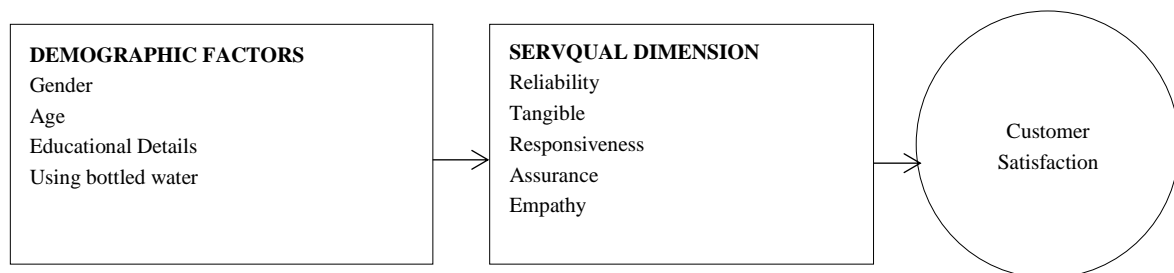 DEMOGRAPHIC FACTORS
Gender
Age
Educational Details
Using bottled water
SERVQUAL DIMENSION
Reliability
Tangible
Responsiveness
Assurance
Empathy
Customer
Satisfaction